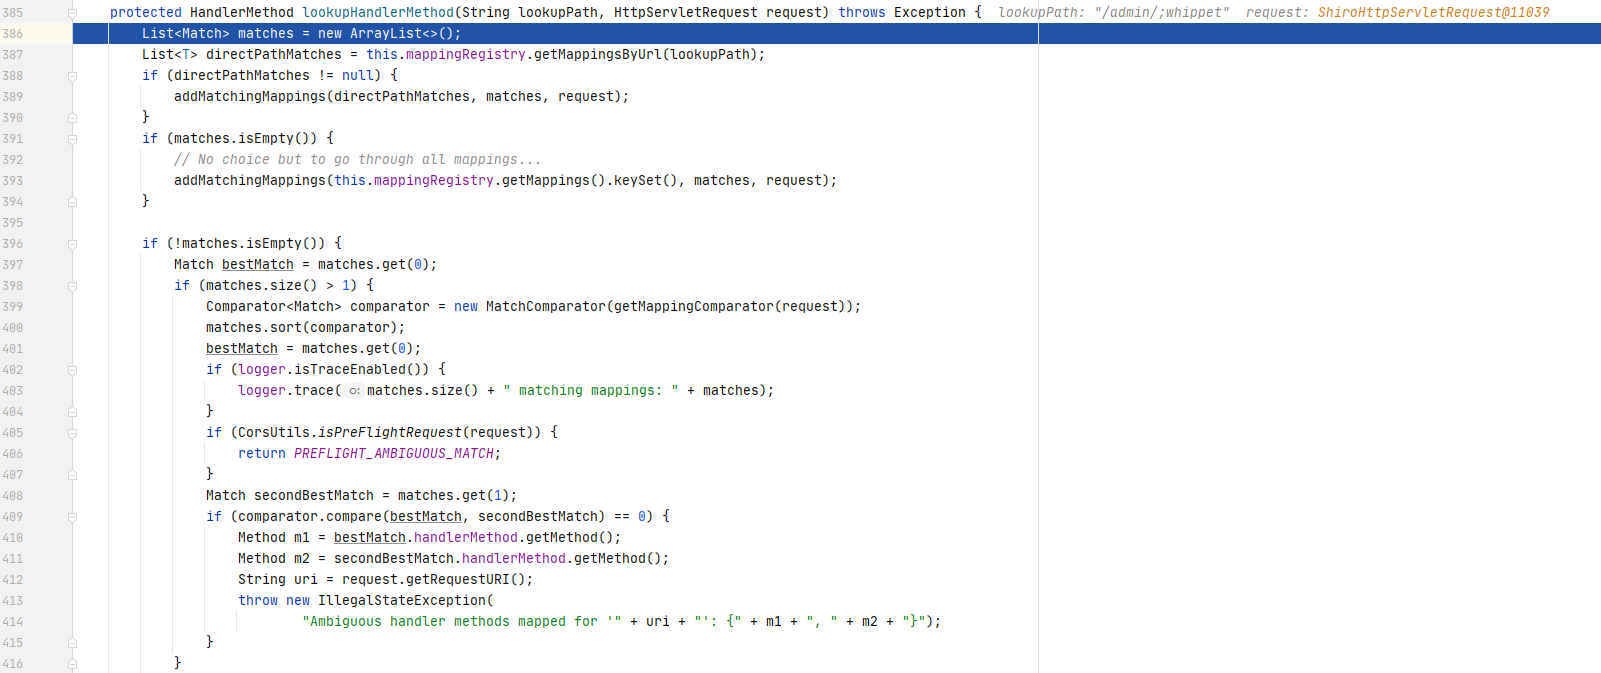 385 protected HandlerMethod lookupHandlerMethod(String lookupPath, HttpServletRequest request) throws Exception { lookupPath: "/admin/;whippet" request: ShiroHttpServletRequest@11039
386 List<Match> matches = new ArrayList<>();
387 List<T> directPathMatches = this.mappingRegistry.getMappingsByUrl(lookupPath);
388 if (directPathMatches != null) {
389 addMatchingMappings(directPathMatches, matches, request);
390 }
391 if (matches.isEmpty()) {
392 // No choice but to go through all mappings...
393 addMatchingMappings(this.mappingRegistry.getMappings().keySet(), matches, request);
394 }
395
396 if (!matches.isEmpty()) {
397 Match bestMatch = matches.get(0);
398 if (matches.size() > 1) {
399 Comparator<Match> comparator = new MatchComparator(getMappingComparator(request));
400 matches.sort(comparator);
401 bestMatch = matches.get(0);
402 if (logger.isTraceEnabled()) {
403 logger.trace( o: matches.size() + " matching mappings: " + matches);
404 }
405 if (CorsUtils.isPreFlightRequest(request)) {
406 return PREFLIGHT_AMBIGUOUS_MATCH;
407 }
408 Match secondBestMatch = matches.get(1);
409 if (comparator.compare(bestMatch, secondBestMatch) == 0) {
410 Method m1 = bestMatch.handlerMethod.getMethod();
411 Method m2 = secondBestMatch.handlerMethod.getMethod();
412 String uri = request.getRequestURI();
413 throw new IllegalStateException(
414 "Ambiguous handler methods mapped for '" + uri + "': {" + m1 + ", " + m2 + "}");
415 }
416 }